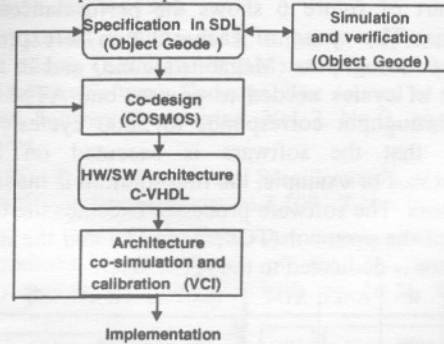 Specification in SDL
(Object Geode)
Simulation
and verification
(Object Geode)
Co-design
(COSMOS)
HW/SW Architecture
C-VHDL
Architecture
co-simulation and
calibration (VCI)
Implementation